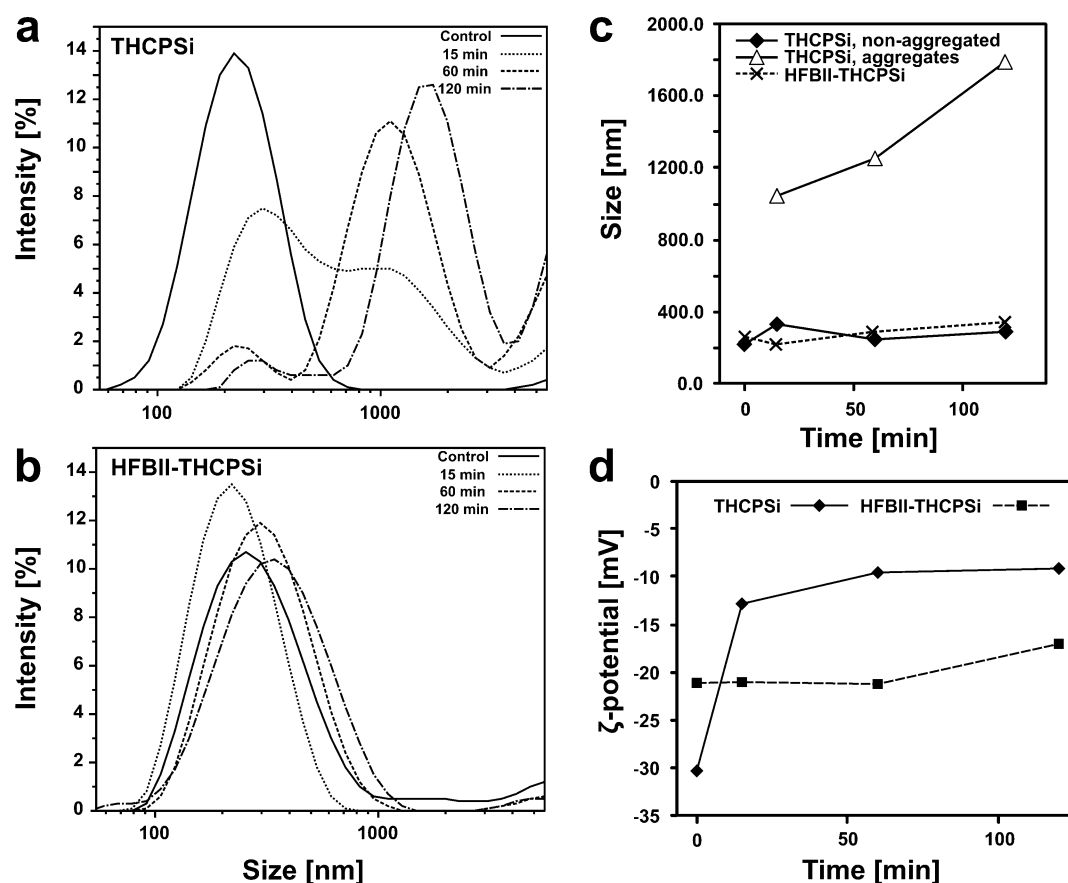 a
THCPSi
Control
15 min
60 min
120 min
Intensity [%]
14
12
10
8
6
4
2
0
100
1000
b
HFBII-THCPSi
Control
15 min
60 min
120 min
Intensity [%]
14
12
10
8
6
4
2
0
100
1000
Size [nm]
c
THCPSi, non-aggregated
THCPSi, aggregates
HFBII-THCPSi
Size [nm]
2000.0
1600.0
1200.0
800.0
400.0
0.0
0
50
100
Time [min]
d
THCPSi
HFBII-THCPSi
ζ-potential [mV]
0
-5
-10
-15
-20
-25
-30
-35
0
50
100
Time [min]